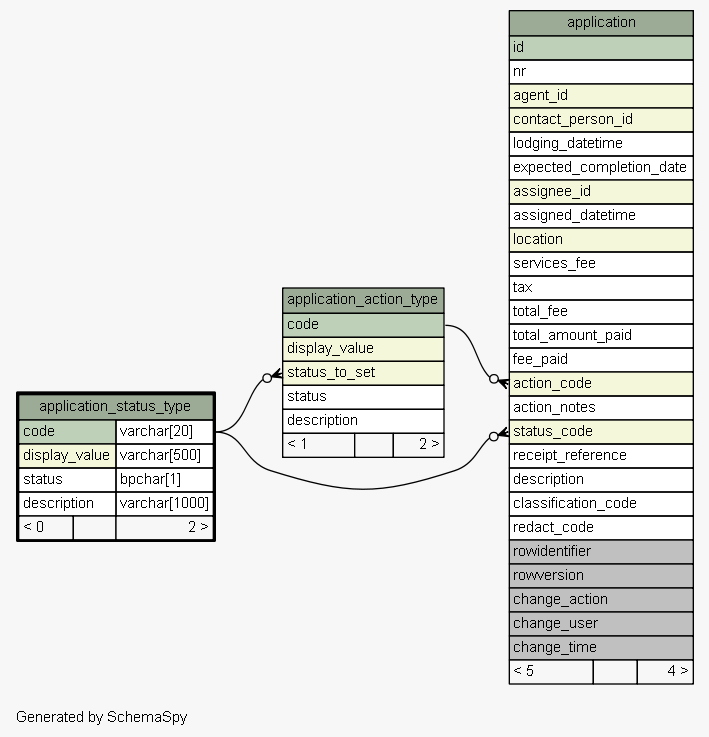 application
id
nr
agent_id
contact_person_id
lodging_datetime
expected_completion_date
assignee_id
assigned_datetime
location
services_fee
tax
total_fee
total_amount_paid
fee_paid
action_code
action_notes
status_code
receipt_reference
description
classification_code
redact_code
rowidentifier
rowversion
change_action
change_user
change_time
< 5 4 >
application_action_type
code
display_value
status_to_set
status
description
< 1 2 >
application_status_type
code varchar[20]
display_value varchar[500]
status bpchar[1]
description varchar[1000]
< 0 2 >
Generated by SchemaSpy